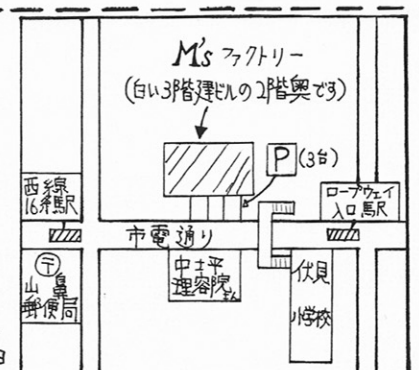 M's ファクトリー
(白い3階建ビルの2階奥です)
P (3台)
西線
16条駅
ロープウェイ
入口駅
市電通り
〒
山鼻
郵便局
中士平
理容院
さん
伏見
小学校